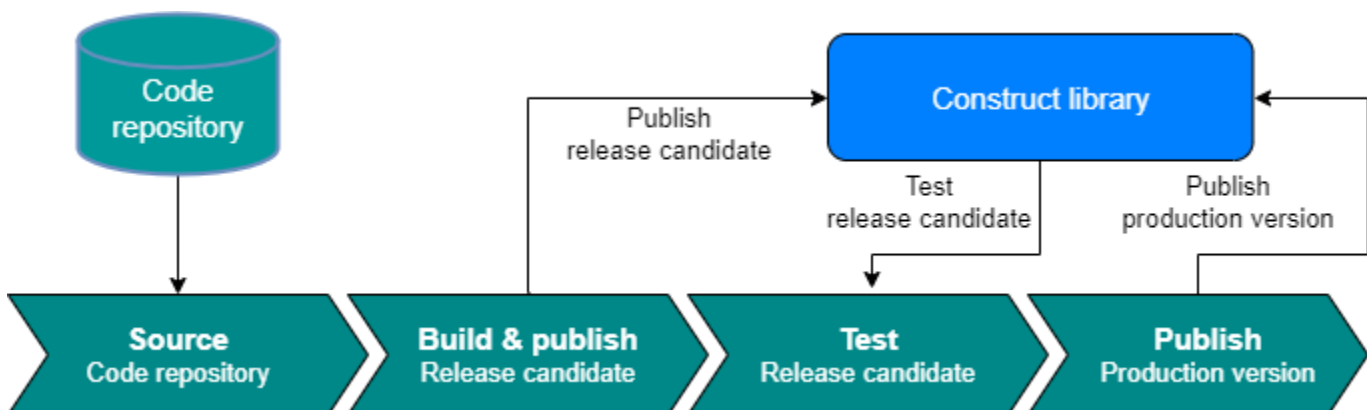 Code
repository
Construct library
Publish
release candidate
Test
release candidate
Publish
production version
Source
Code repository
Build & publish
Release candidate
Test
Release candidate
Publish
Production version